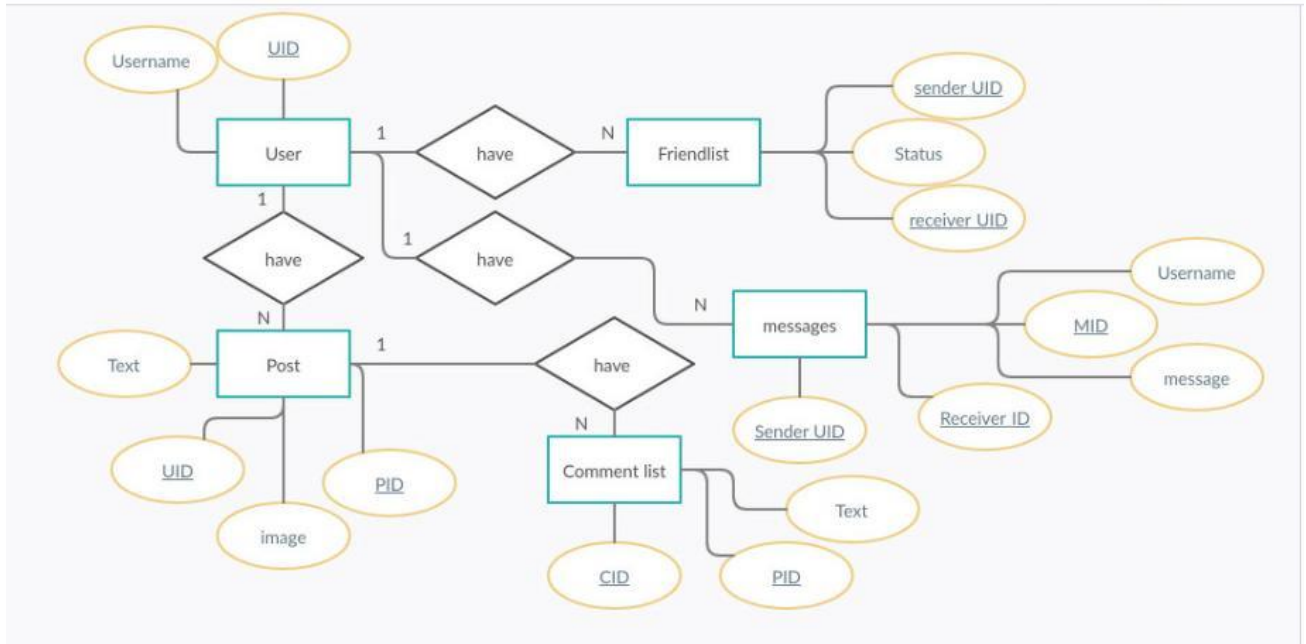 UID
Username
sender UID
1
N
User
have
Friendlist
Status
1
receiver UID
1
have
have
Username
N
N
messages
MID
1
Text
Post
have
message
Receiver ID
N
Sender UID
UID
PID
Comment list
Text
image
CID
PID